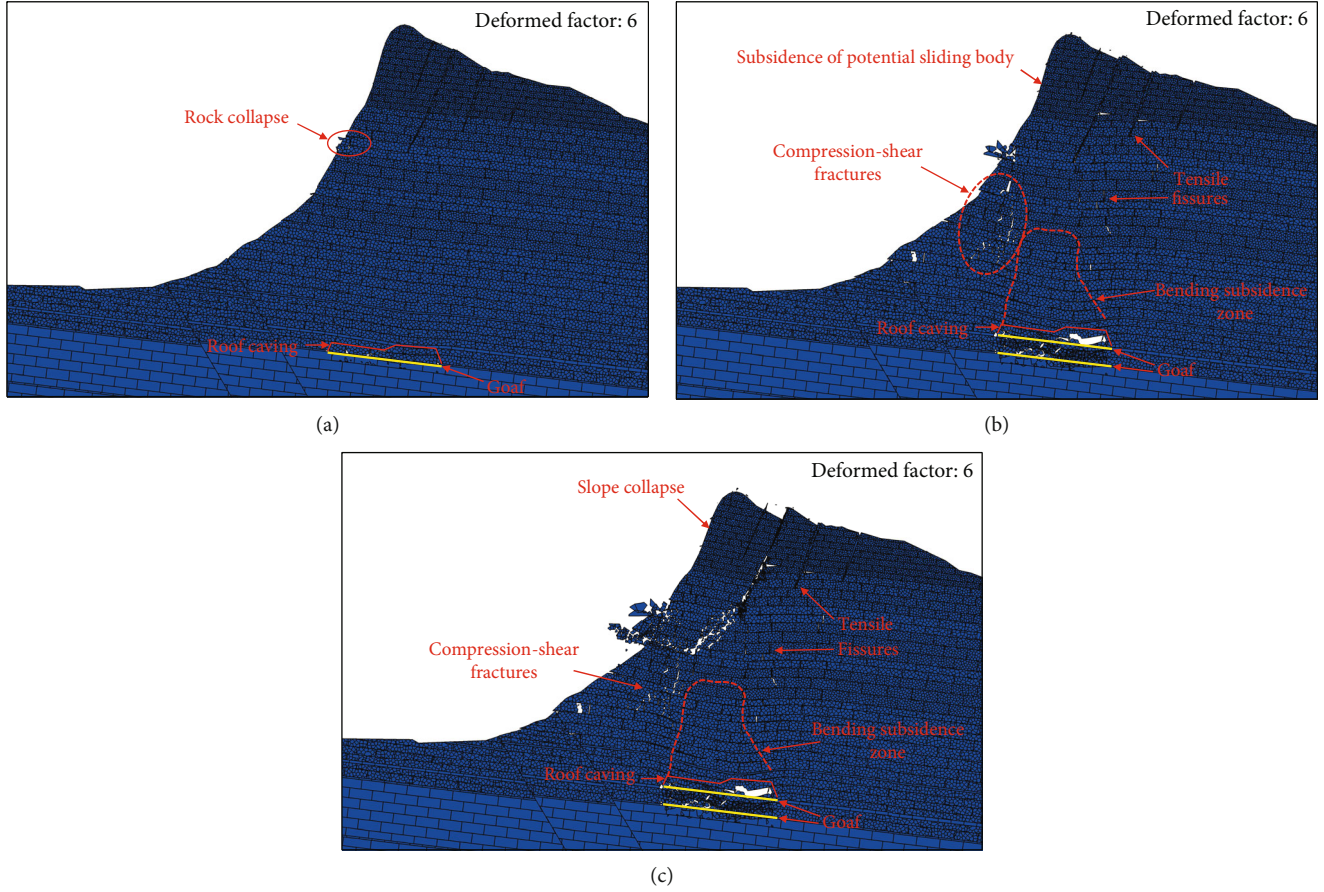 Deformed factor: 6
Rock collapse
Roof caving
Goaf
(a)
Deformed factor: 6
Subsidence of potential sliding body
Compression-shear
fractures
Tensile
fissures
Bending subsidence
zone
Roof caving
Goaf
(b)
Deformed factor: 6
Slope collapse
Compression-shear
fractures
Tensile
Fissures
Bending subsidence
zone
Roof caving
Goaf
(c)